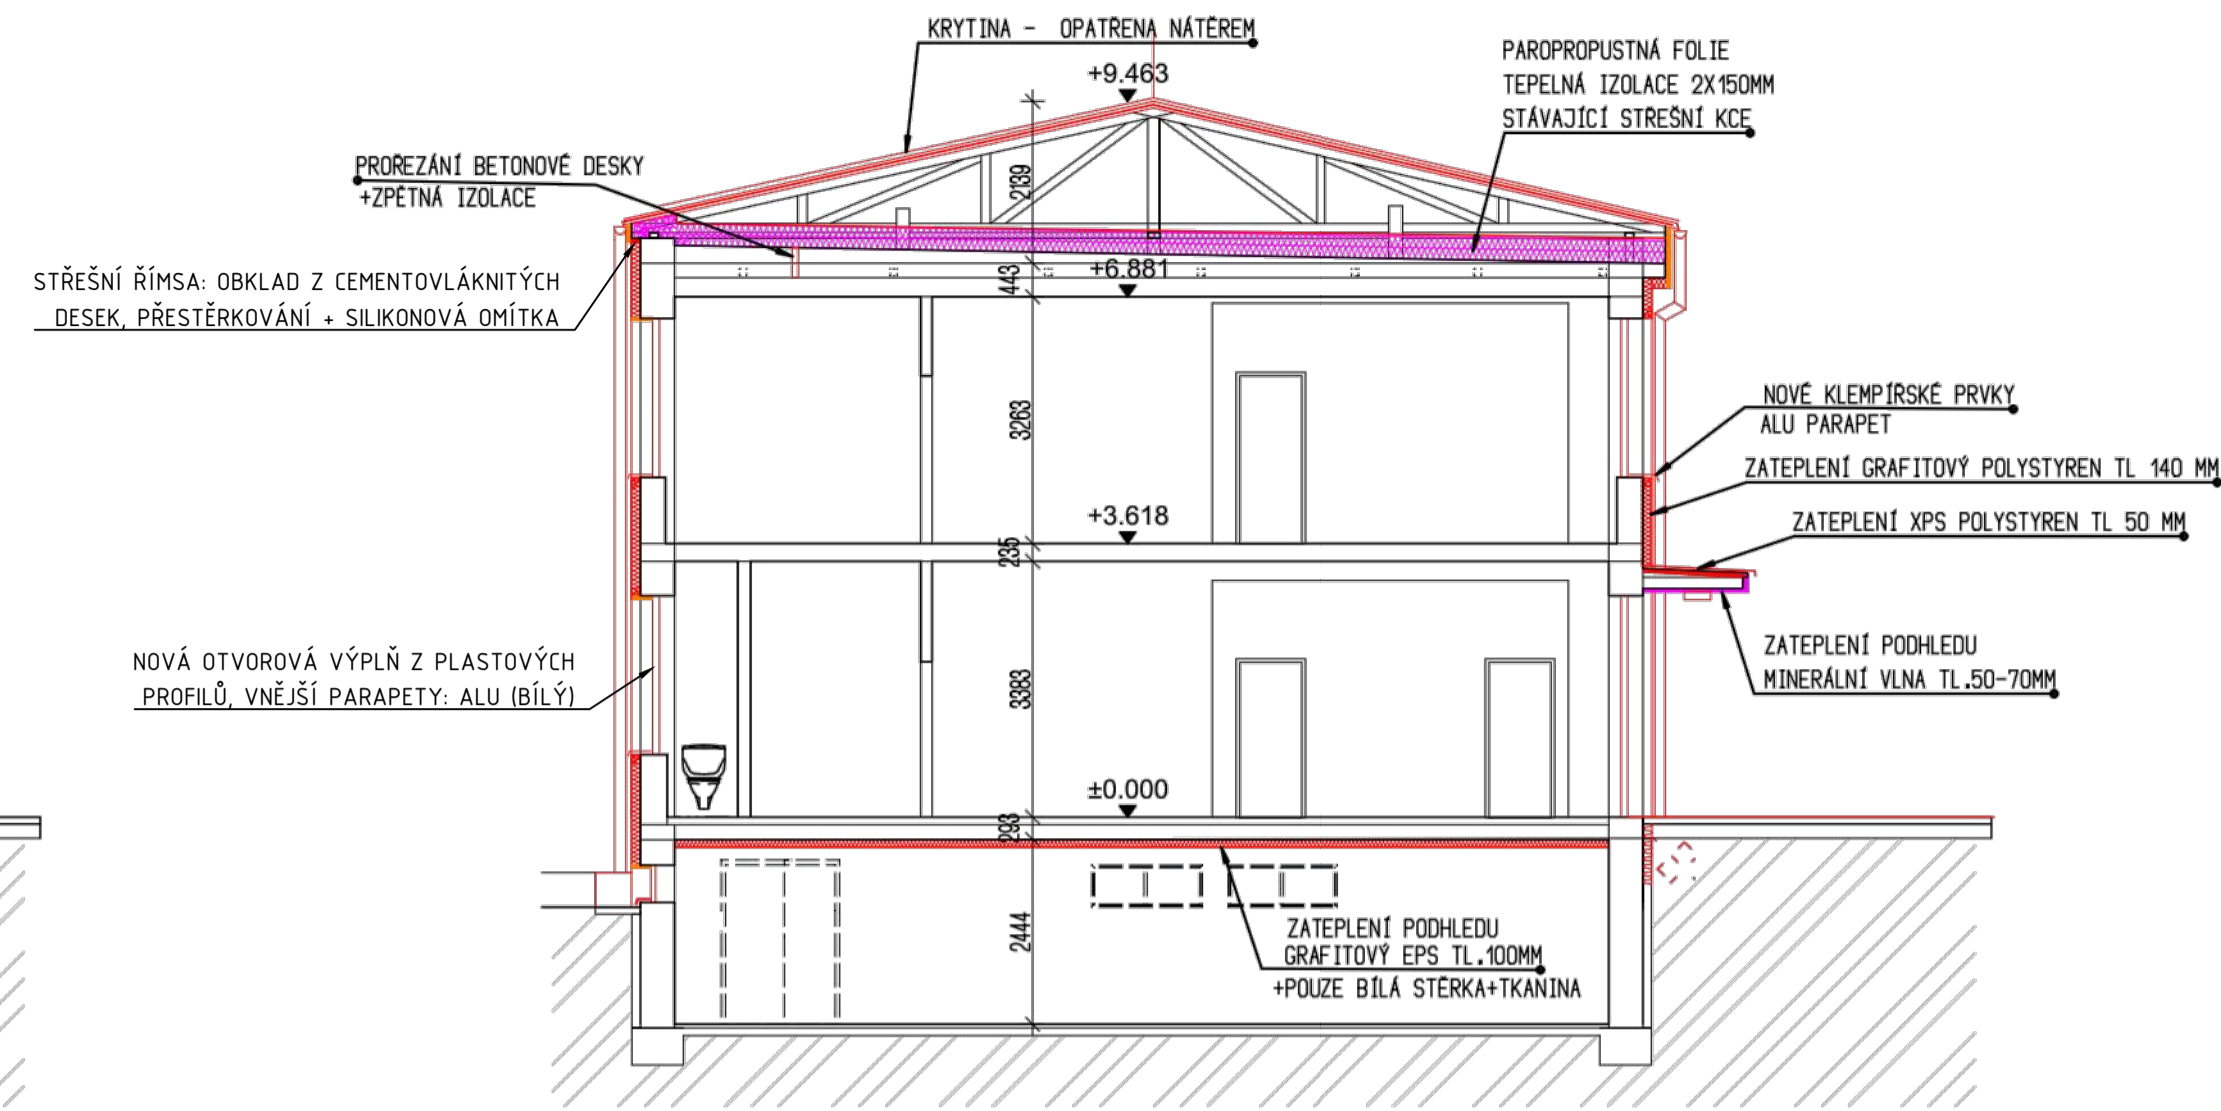 KRYTINA - OPATŘENA NÁTĚREM
+9.463
PAROPROPUSTNÁ FOLIE
TEPELNÁ IZOLACE 2X150MM
STÁVAJÍCÍ STŘEŠNÍ KCE
PROŘEZÁNÍ BETONOVÉ DESKY
+ZPĚTNÁ IZOLACE
2139
STŘEŠNÍ ŘÍMSA: OBKLAD Z CEMENTOVLÁKNITÝCH
DESEK, PŘESTĚRKOVÁNÍ + SILIKONOVÁ OMÍTKA
443
+6.881
3263
NOVÉ KLEMPÍŘSKÉ PRVKY
ALU PARAPET
ZATEPLENÍ GRAFITOVÝ POLYSTYREN TL 140 MM
+3.618
ZATEPLENÍ XPS POLYSTYREN TL 50 MM
235
NOVÁ OTVOROVÁ VÝPLŇ Z PLASTOVÝCH
PROFILŮ, VNĚJŠÍ PARAPETY: ALU (BÍLÝ)
3383
ZATEPLENÍ PODHLEDU
MINERÁLNÍ VLNA TL.50-70MM
±0.000
293
2444
ZATEPLENÍ PODHLEDU
GRAFITOVÝ EPS TL.100MM
+POUZE BÍLÁ STĚRKA+TKANINA